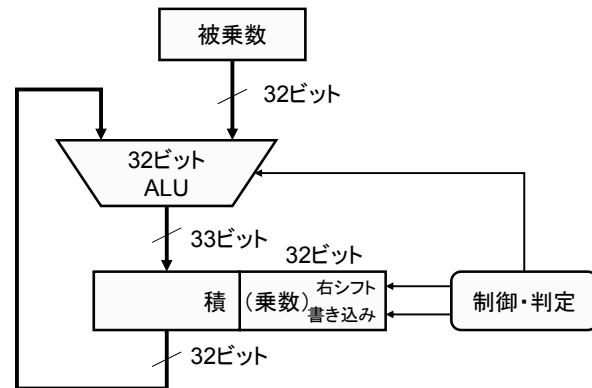 被乗数
32ビット
32ビット
ALU
33ビット
32ビット
積
(乗数)
右シフト
書き込み
制御・判定
32ビット